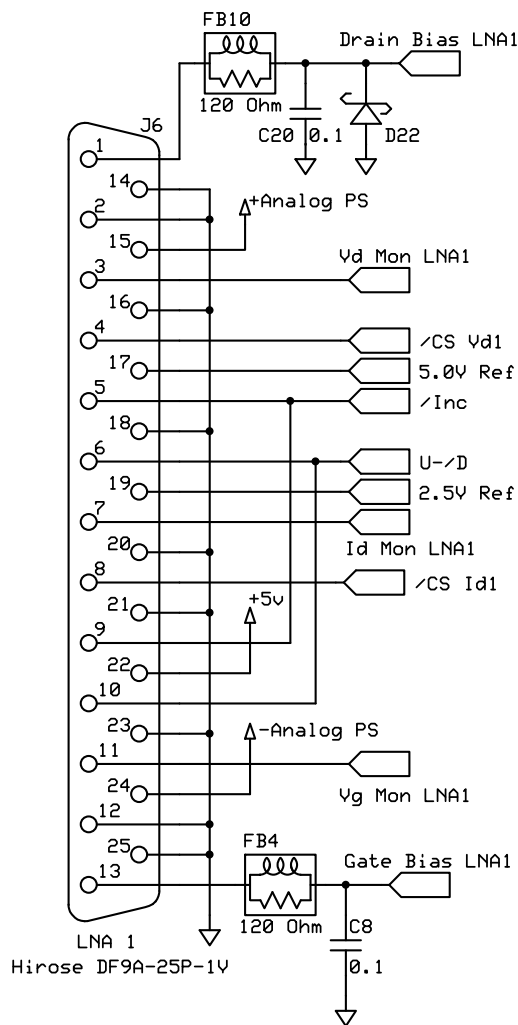 FB10
Drain Bias LNA1
120 Ohm
C20 0.1
D22
J6
1
14
+Analog PS
2
15
Vd Mon LNA1
3
16
4
/CS Vd1
17
5.0V Ref
5
/Inc
18
6
U-/D
19
2.5V Ref
7
Id Mon LNA1
20
8
/CS Id1
21
+5v
9
22
10
23
-Analog PS
11
24
Vg Mon LNA1
12
25
FB4
Gate Bias LNA1
13
120 Ohm
C8
0.1
LNA 1
Hirose DF9A-25P-1V